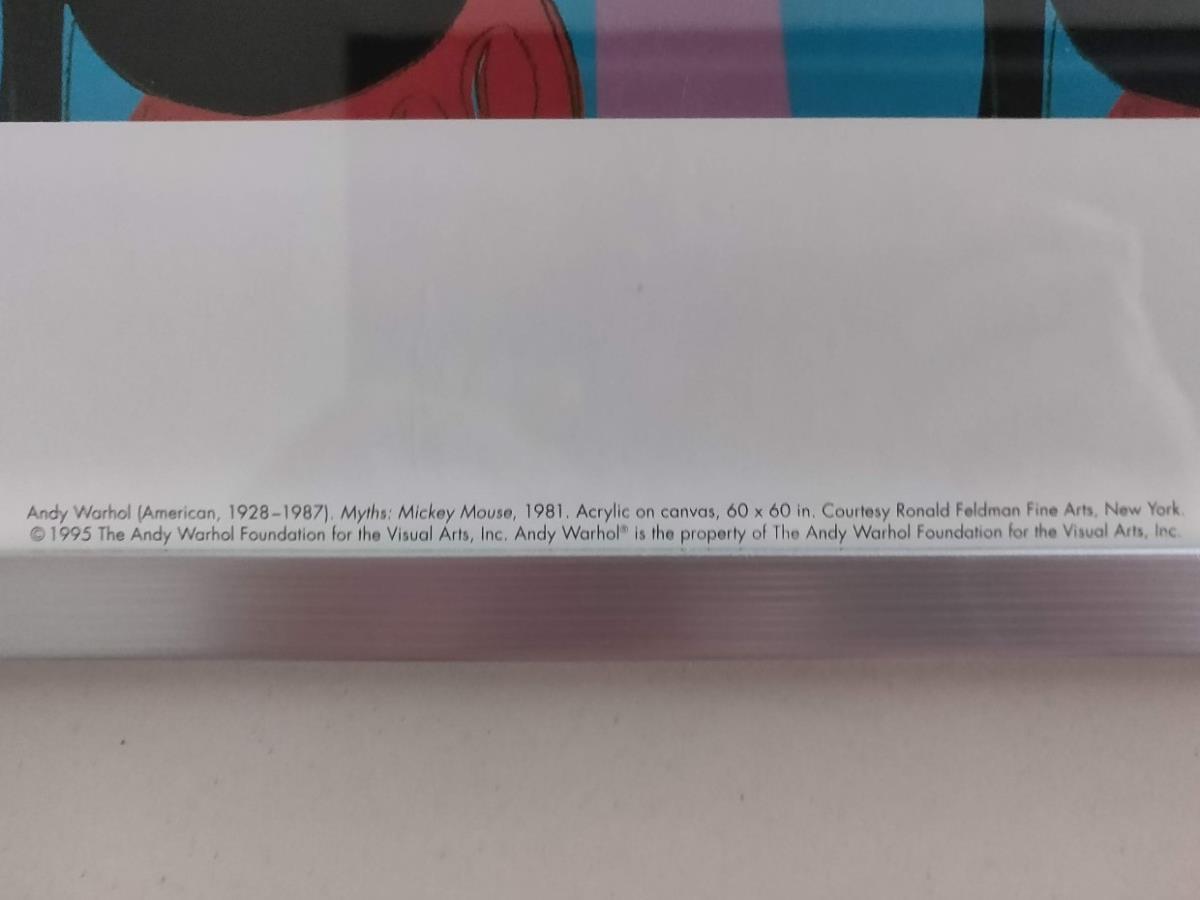 Andy Warhol (American, 1928–1987). Myths: Mickey Mouse, 1981. Acrylic on canvas, 60 x 60 in. Courtesy Ronald Feldman Fine Arts, New York.
© 1995 The Andy Warhol Foundation for the Visual Arts, Inc. Andy Warhol® is the property of The Andy Warhol Foundation for the Visual Arts, Inc.